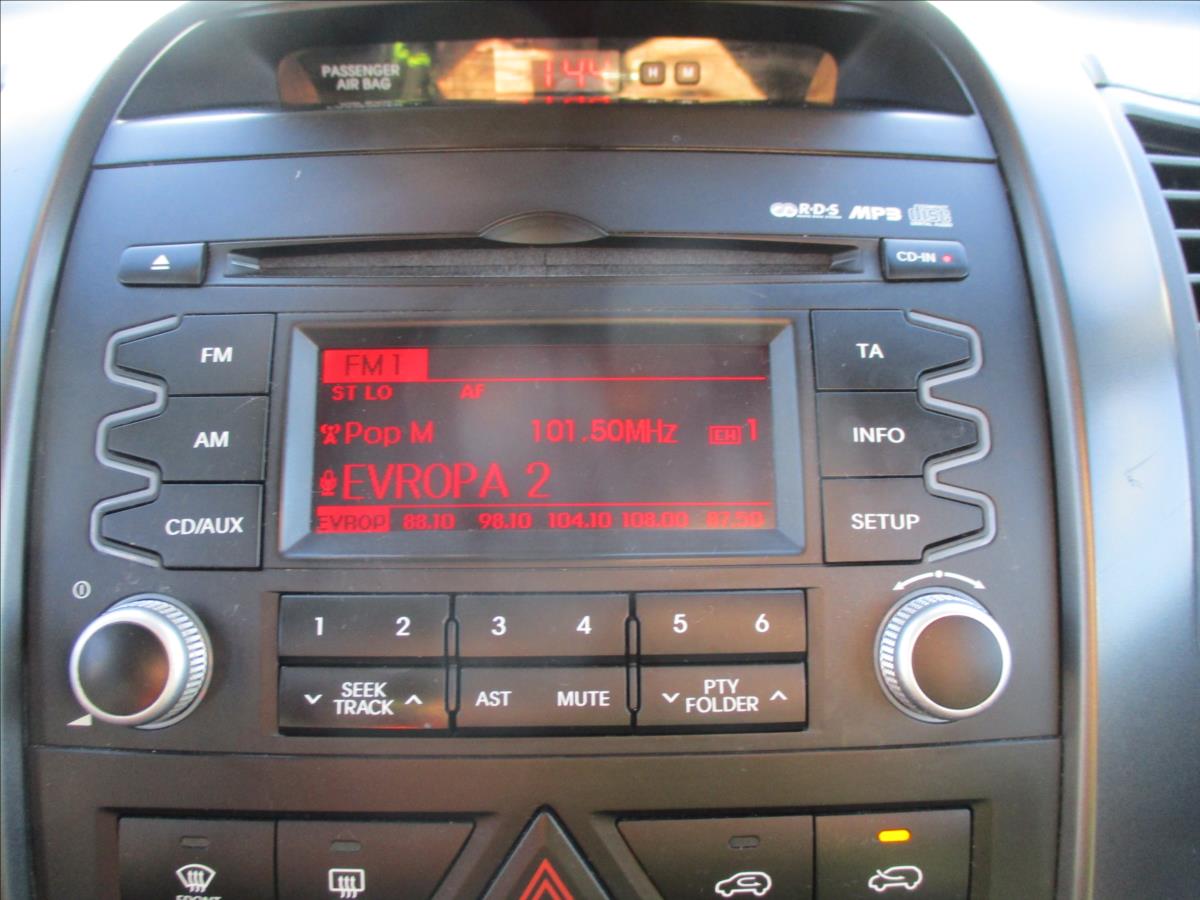 PASSENGER
AIR BAG
1:44 H M
R·D·S MP3 disc
CD-IN
FM TA
AM INFO
CD/AUX SETUP
FM 1
ST LO AF
Pop M 101.50MHz CH 1
EVROPA 2
EVROP 88.10 98.10 104.10 108.00 87.50
1 2 3 4 5 6
SEEK
TRACK
AST MUTE
PTY
FOLDER
FRONT